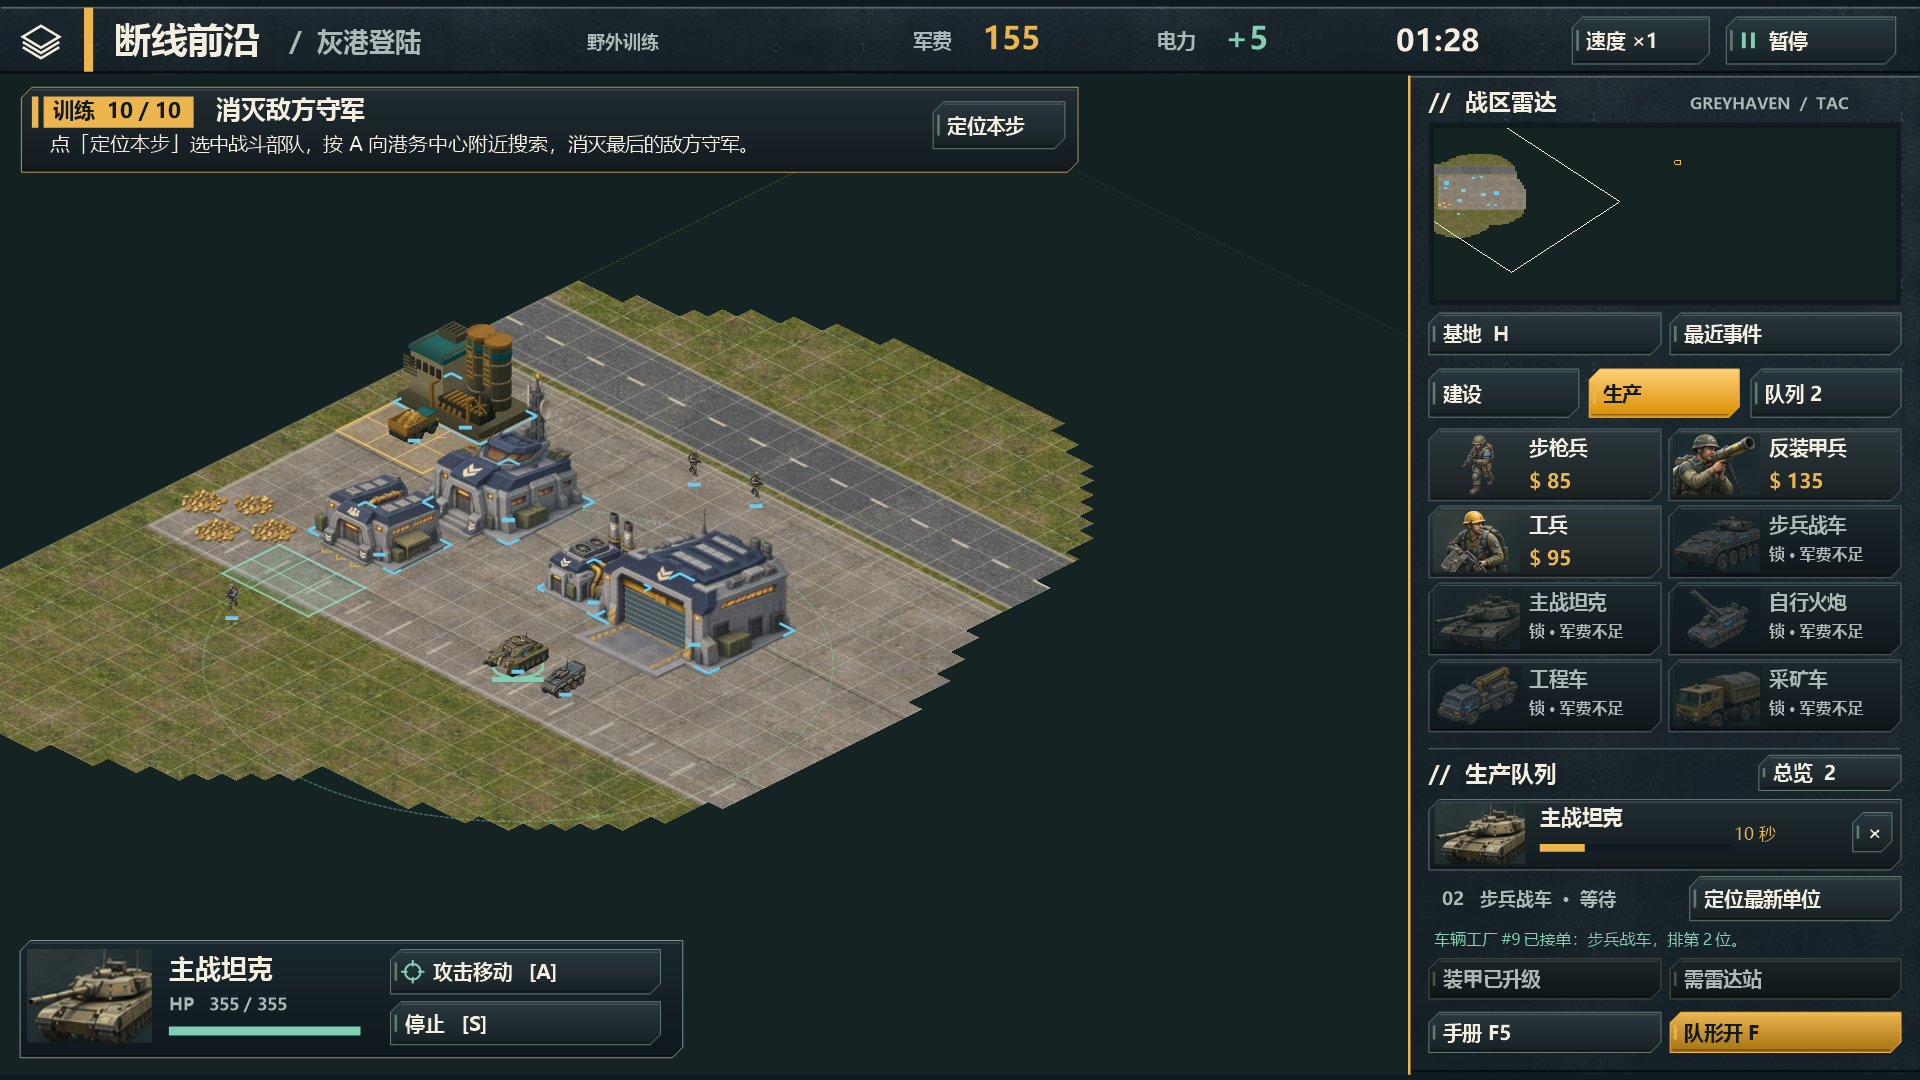 断线前沿 / 灰港登陆
野外训练
军费 155
电力 +5
01:28
速度 ×1
暂停
训练 10 / 10 消灭敌方守军
点「定位本步」选中战斗部队，按 A 向港务中心附近搜索，消灭最后的敌方守军。
定位本步
// 战区雷达
GREYHAVEN / TAC
基地 H
最近事件
建设
生产
队列 2
步枪兵
$ 85
反装甲兵
$ 135
工兵
$ 95
步兵战车
锁 • 军费不足
主战坦克
锁 • 军费不足
自行火炮
锁 • 军费不足
工程车
锁 • 军费不足
采矿车
锁 • 军费不足
// 生产队列
总览 2
主战坦克
10 秒
×
02 步兵战车 • 等待
定位最新单位
车辆工厂 #9 已接单：步兵战车，排第 2 位。
装甲已升级
需雷达站
手册 F5
队形开 F
主战坦克
HP 355 / 355
攻击移动 [A]
停止 [S]